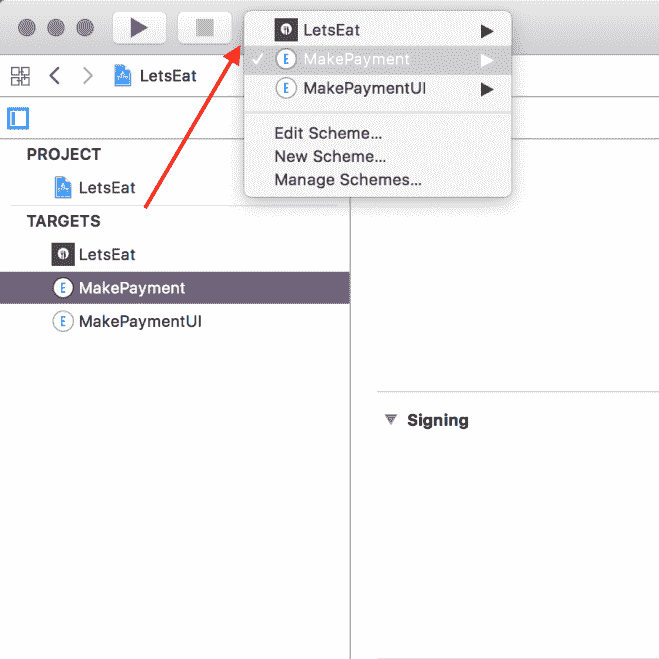 LetsEat
MakePayment
MakePaymentUI
Edit Scheme...
New Scheme...
Manage Schemes...
LetsEat
PROJECT
LetsEat
TARGETS
LetsEat
E MakePayment
E MakePaymentUI
Signing